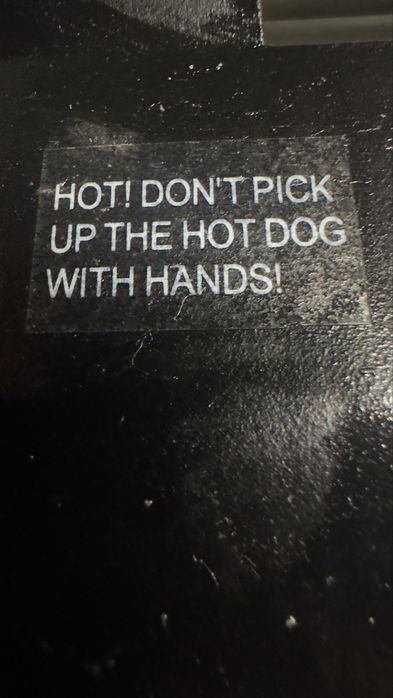 HOT! DON'T PICK
UP THE HOT DOG
WITH HANDS!